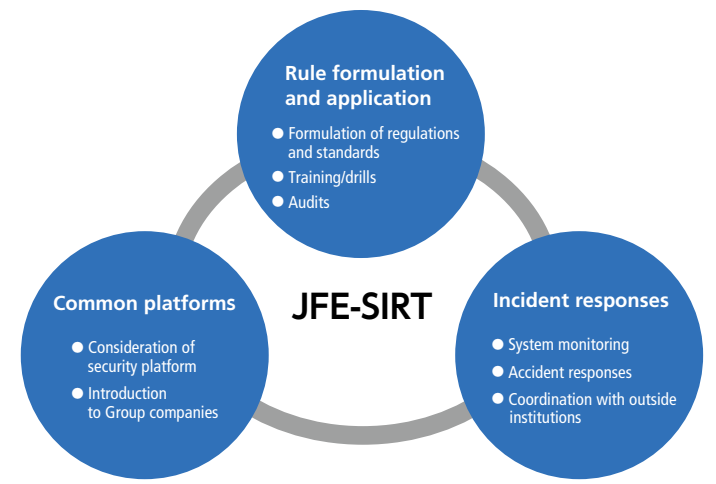 Rule formulation
and application
● Formulation of regulations
and standards
● Training/drills
● Audits
JFE-SIRT
Common platforms
● Consideration of
security platform
● Introduction
to Group companies
Incident responses
● System monitoring
● Accident responses
● Coordination with outside
institutions